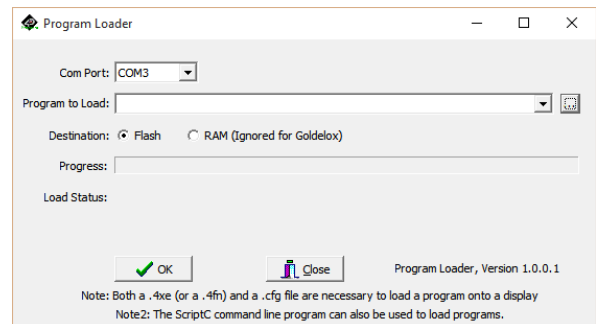 Program Loader
Com Port: COM3
Program to Load:
Destination: Flash RAM (Ignored for Goldelox)
Progress:
Load Status:
OK Close Program Loader, Version 1.0.0.1
Note: Both a .4xe (or a .4fn) and a .cfg file are necessary to load a program onto a display
Note2: The ScriptC command line program can also be used to load programs.